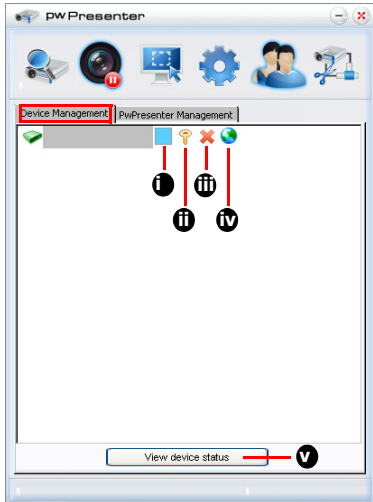 pwPresenter
Device Management PwPresenter Management
i
ii
iii
iv
View device status
v